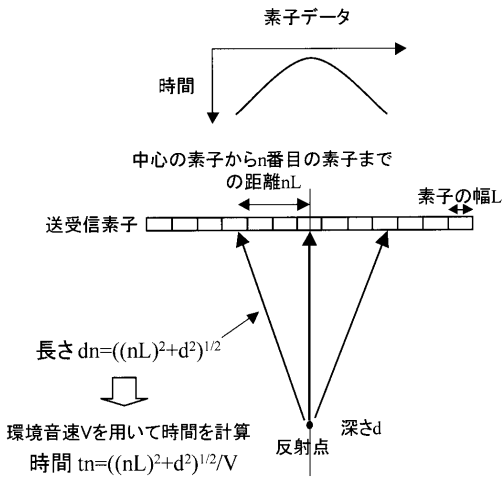 素子データ
時間
中心の素子からn番目の素子まで
の距離nL
素子の幅L
送受信素子
長さ dn=((nL)²+d²)¹/²
環境音速Vを用いて時間を計算
時間 tn=((nL)²+d²)¹/²/V
深さd
反射点